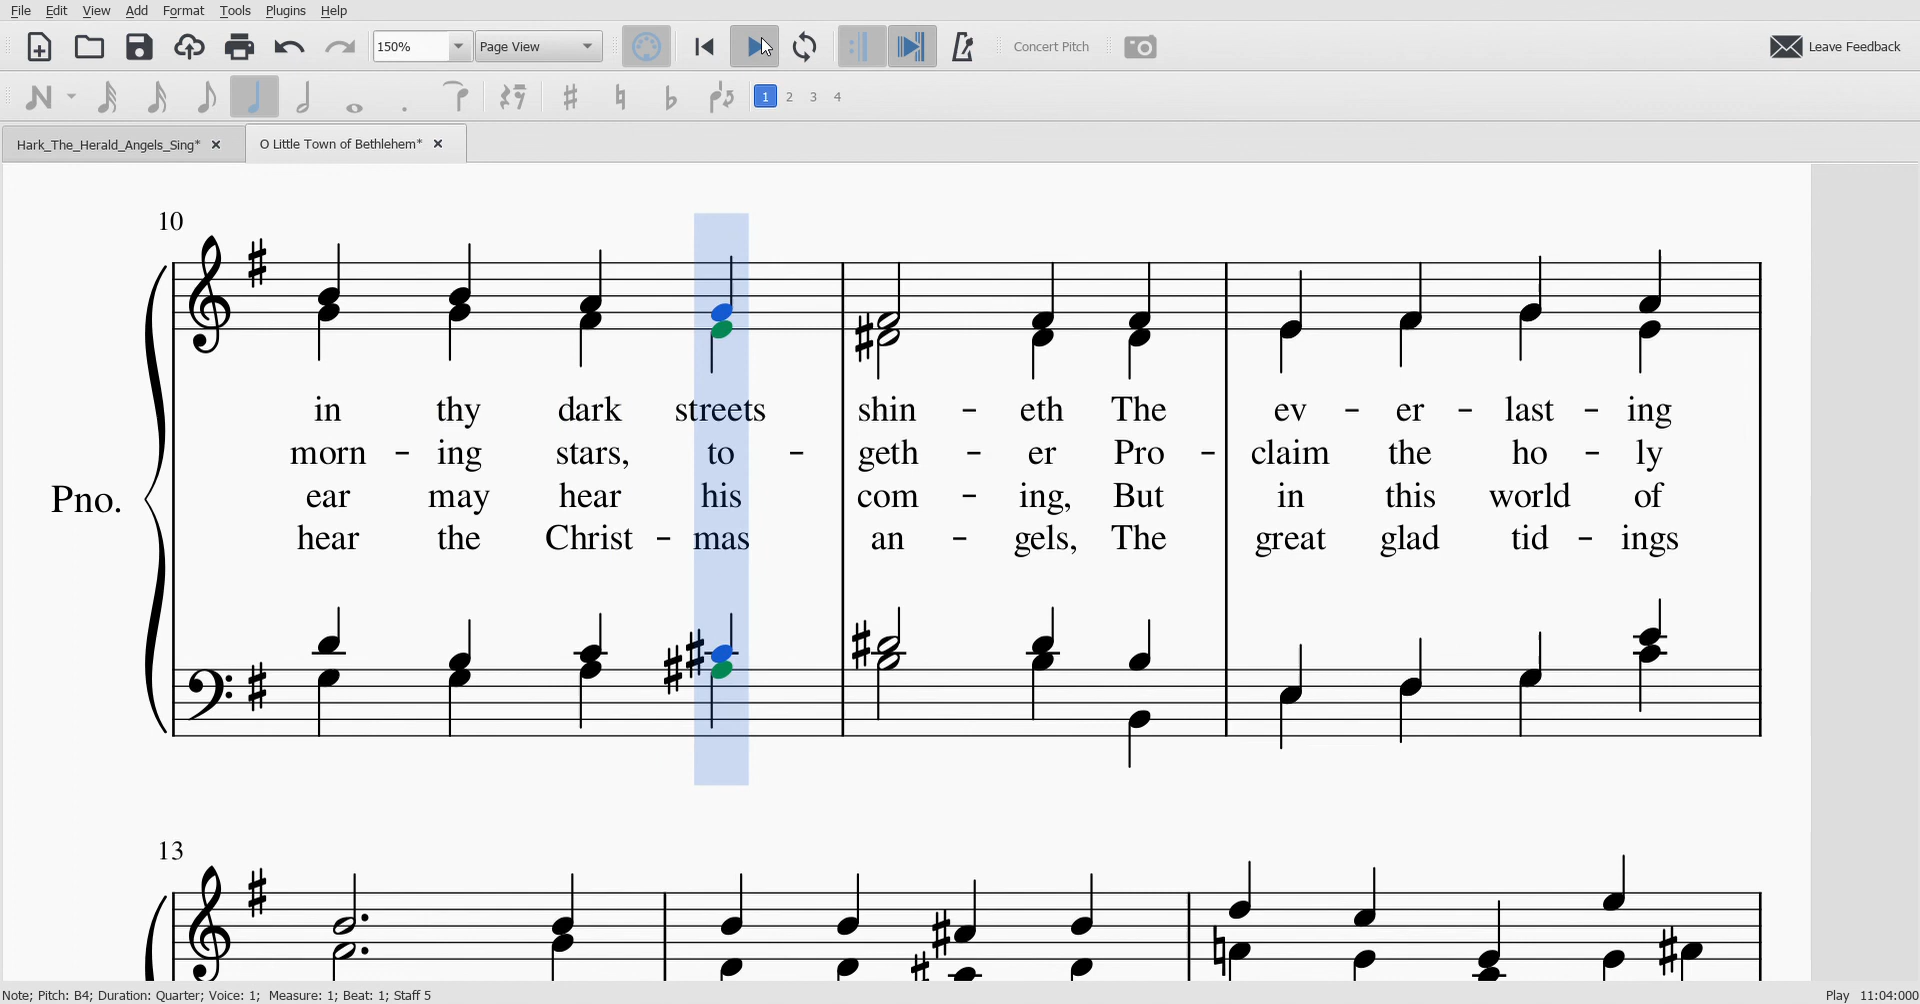 File Edit View Add Format Tools Plugins Help
150% Page View Concert Pitch Leave Feedback
1 2 3 4
Hark_The_Herald_Angels_Sing* O Little Town of Bethlehem*
10
in thy dark streets shin - eth The ev - er - last - ing
morn - ing stars, to - geth - er Pro - claim the ho - ly
Pno.
ear may hear his com - ing, But in this world of
hear the Christ - mas an - gels, The great glad tid - ings
13
Note; Pitch: B4; Duration: Quarter; Voice: 1; Measure: 1; Beat: 1; Staff 5 Play 11:04:000